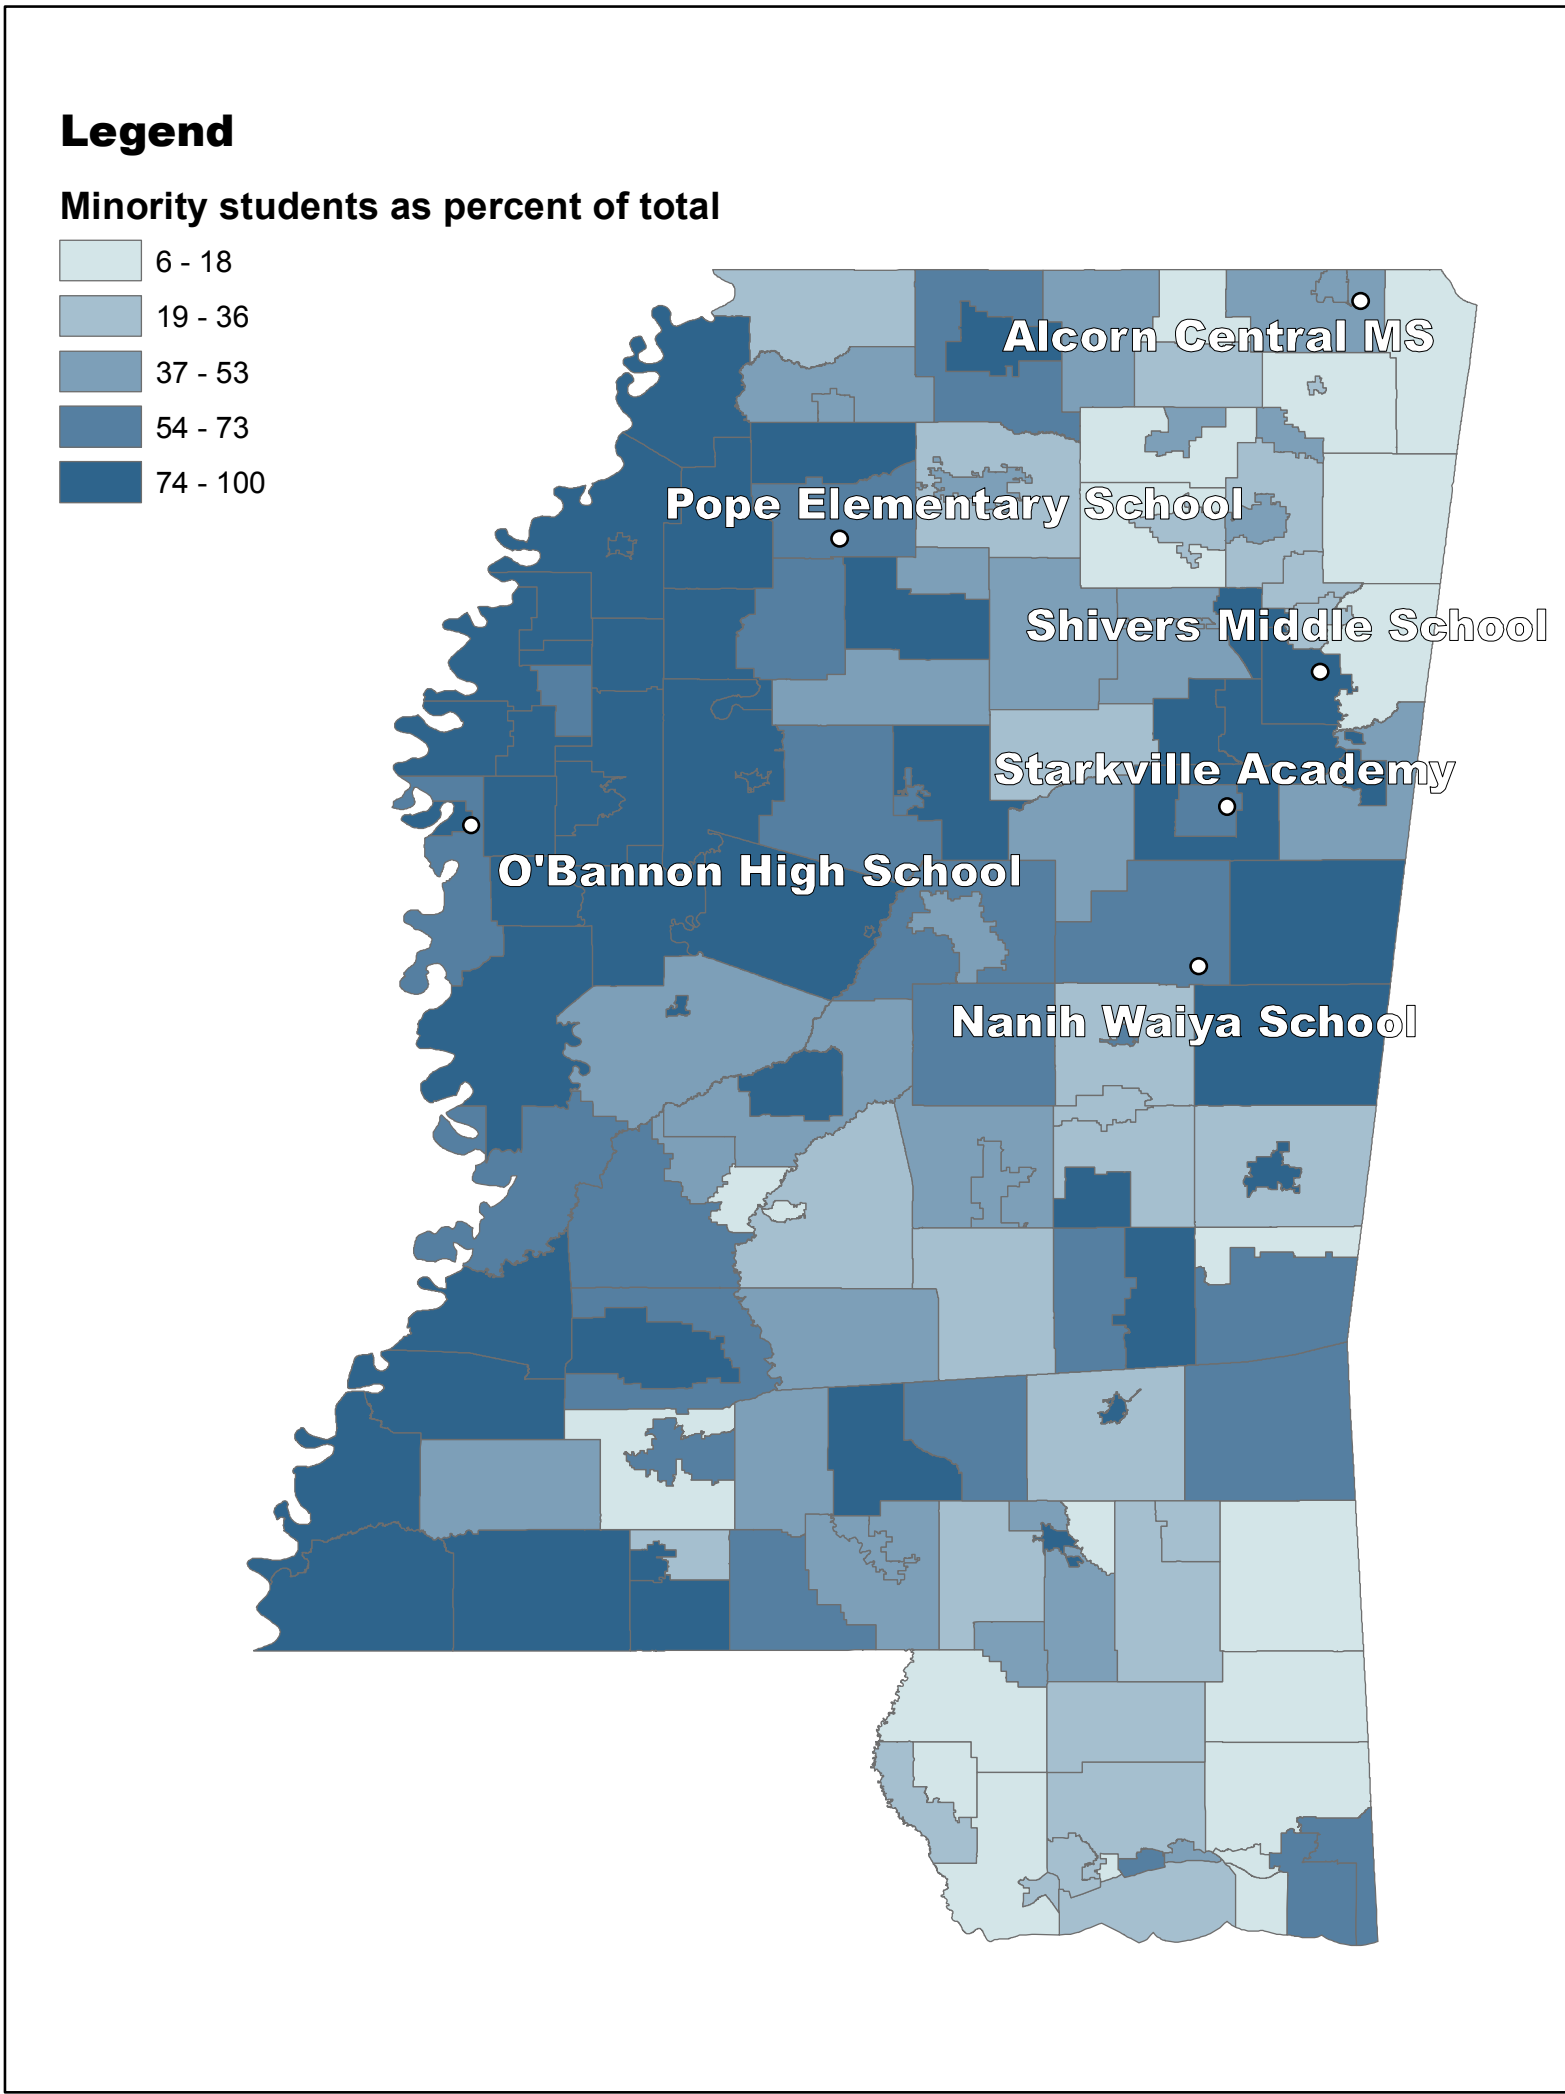 Legend
Minority students as percent of total
6 - 18
19 - 36
37 - 53
54 - 73
74 - 100
Alcorn Central MS
Pope Elementary School
Shivers Middle School
Starkville Academy
O'Bannon High School
Nanih Waiya School